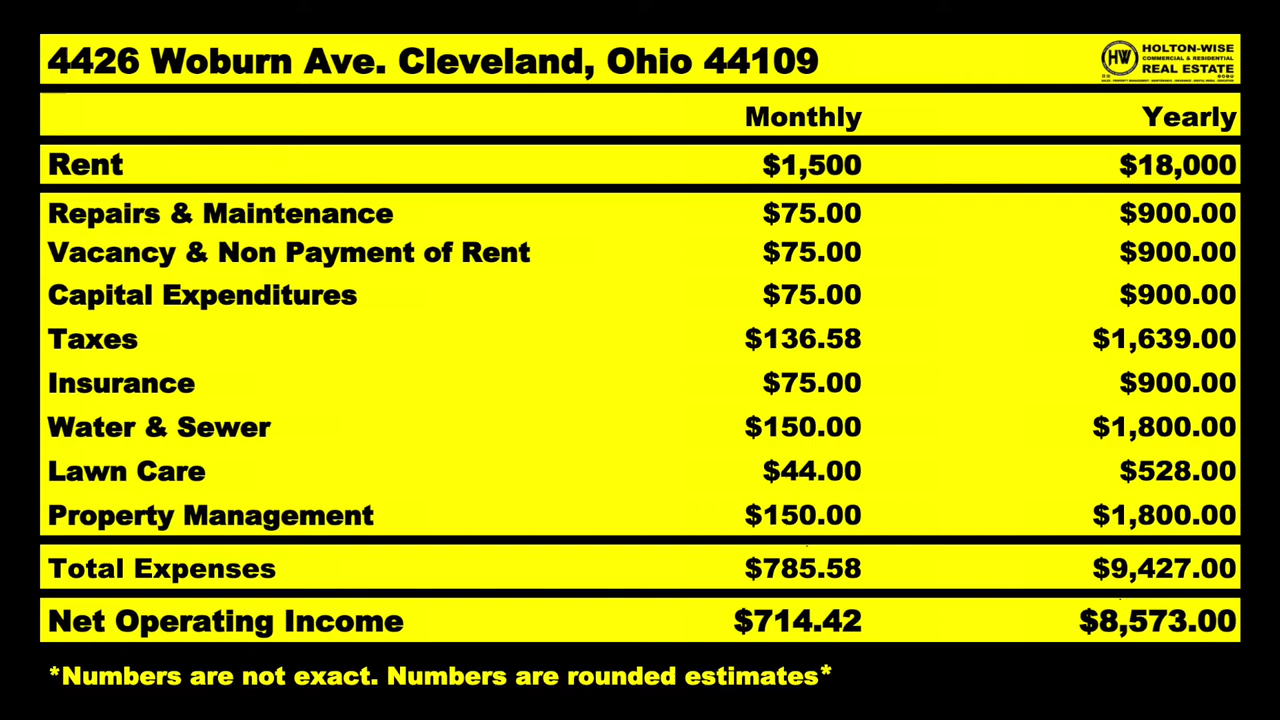 4426 Woburn Ave. Cleveland, Ohio 44109
HW
HOLTON-WISE
COMMERCIAL & RESIDENTIAL
REAL ESTATE
Monthly Yearly
Rent $1,500 $18,000
Repairs & Maintenance $75.00 $900.00
Vacancy & Non Payment of Rent $75.00 $900.00
Capital Expenditures $75.00 $900.00
Taxes $136.58 $1,639.00
Insurance $75.00 $900.00
Water & Sewer $150.00 $1,800.00
Lawn Care $44.00 $528.00
Property Management $150.00 $1,800.00
Total Expenses $785.58 $9,427.00
Net Operating Income $714.42 $8,573.00
*Numbers are not exact. Numbers are rounded estimates*